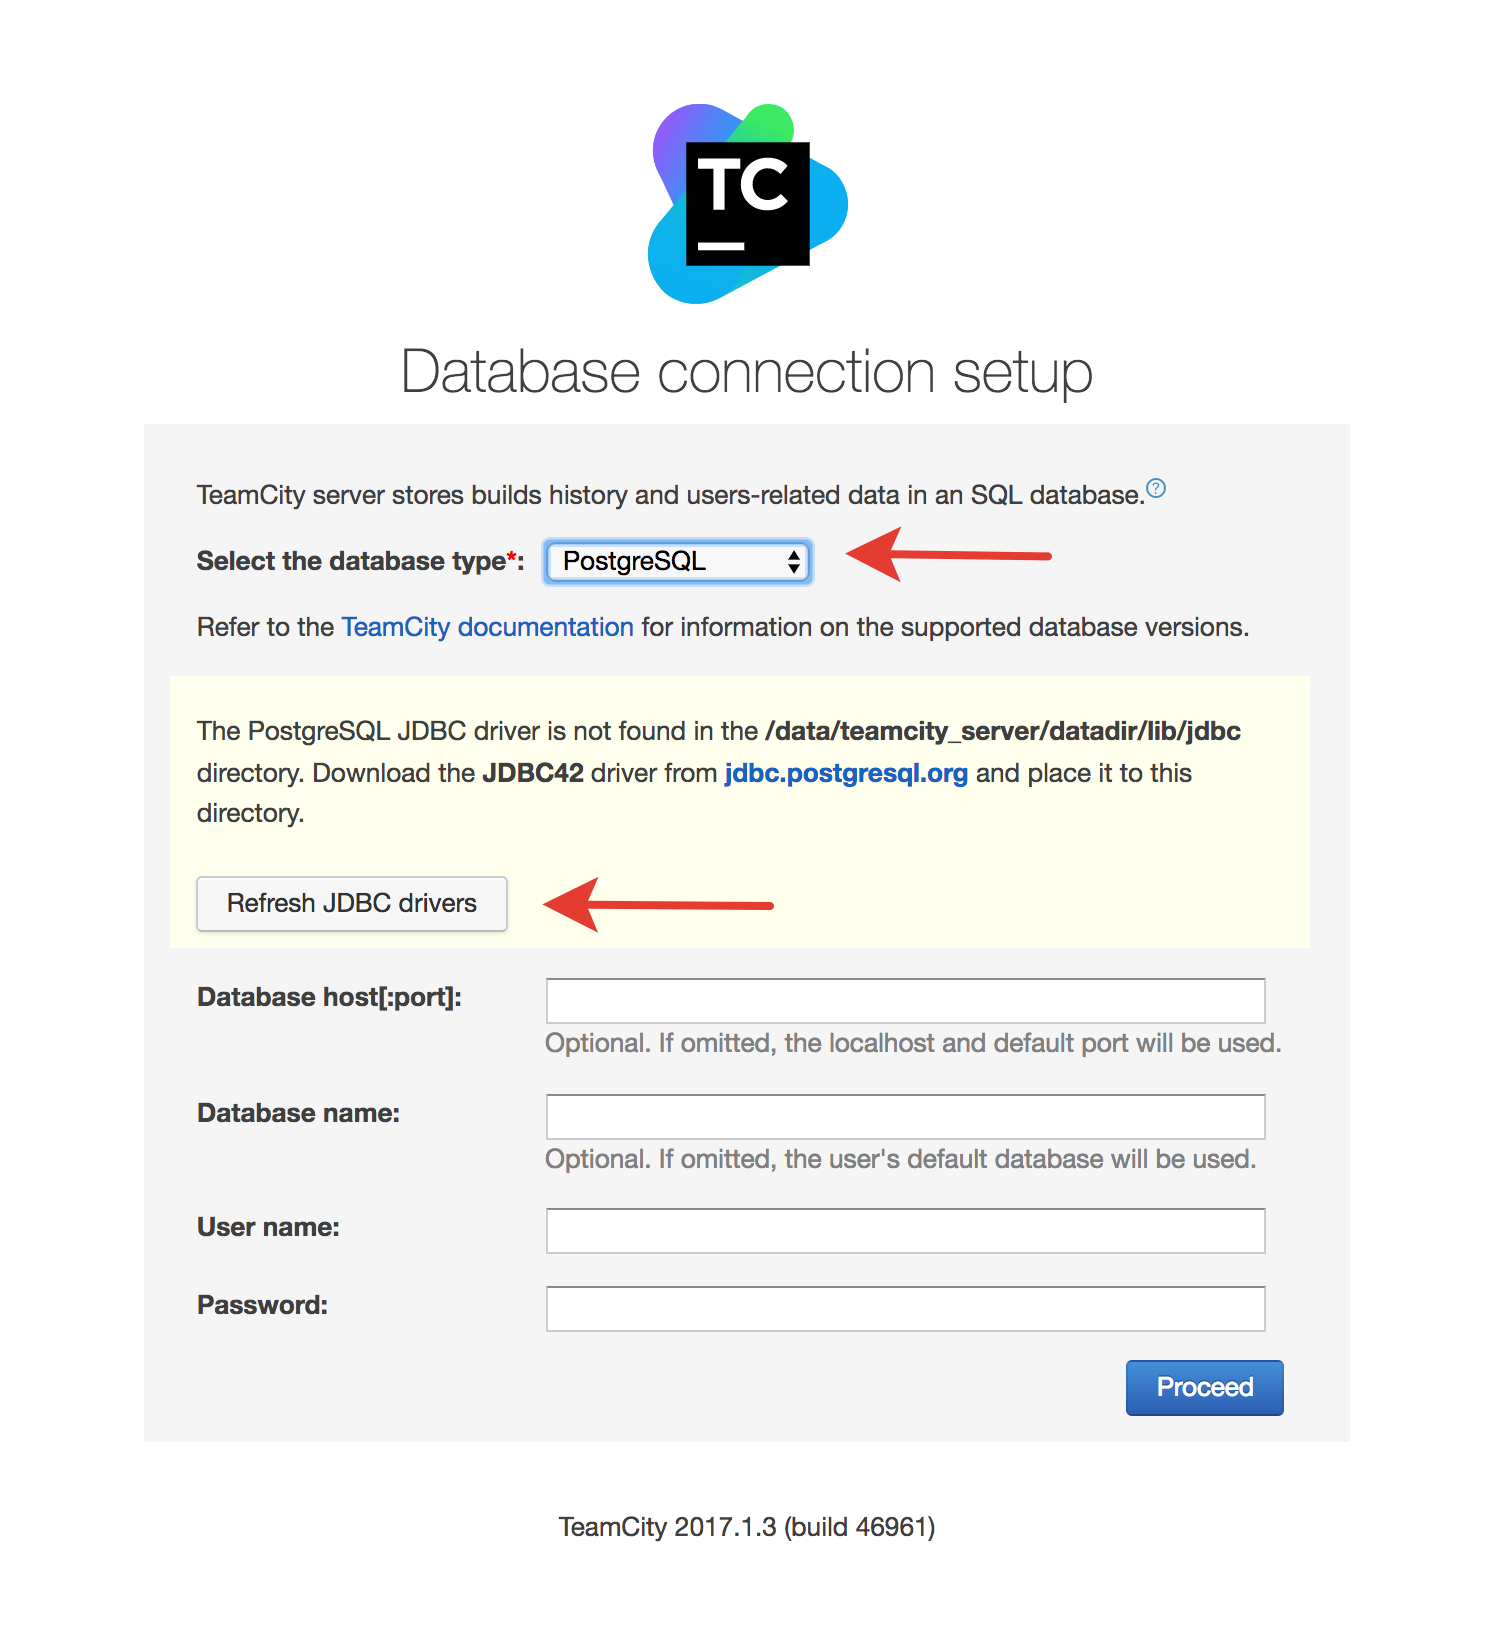 TC
Database connection setup
TeamCity server stores builds history and users-related data in an SQL database.?
Select the database type*: PostgreSQL
Refer to the TeamCity documentation for information on the supported database versions.
The PostgreSQL JDBC driver is not found in the /data/teamcity_server/datadir/lib/jdbc
directory. Download the JDBC42 driver from jdbc.postgresql.org and place it to this
directory.
Refresh JDBC drivers
Database host[:port]:
Optional. If omitted, the localhost and default port will be used.
Database name:
Optional. If omitted, the user's default database will be used.
User name:
Password:
Proceed
TeamCity 2017.1.3 (build 46961)